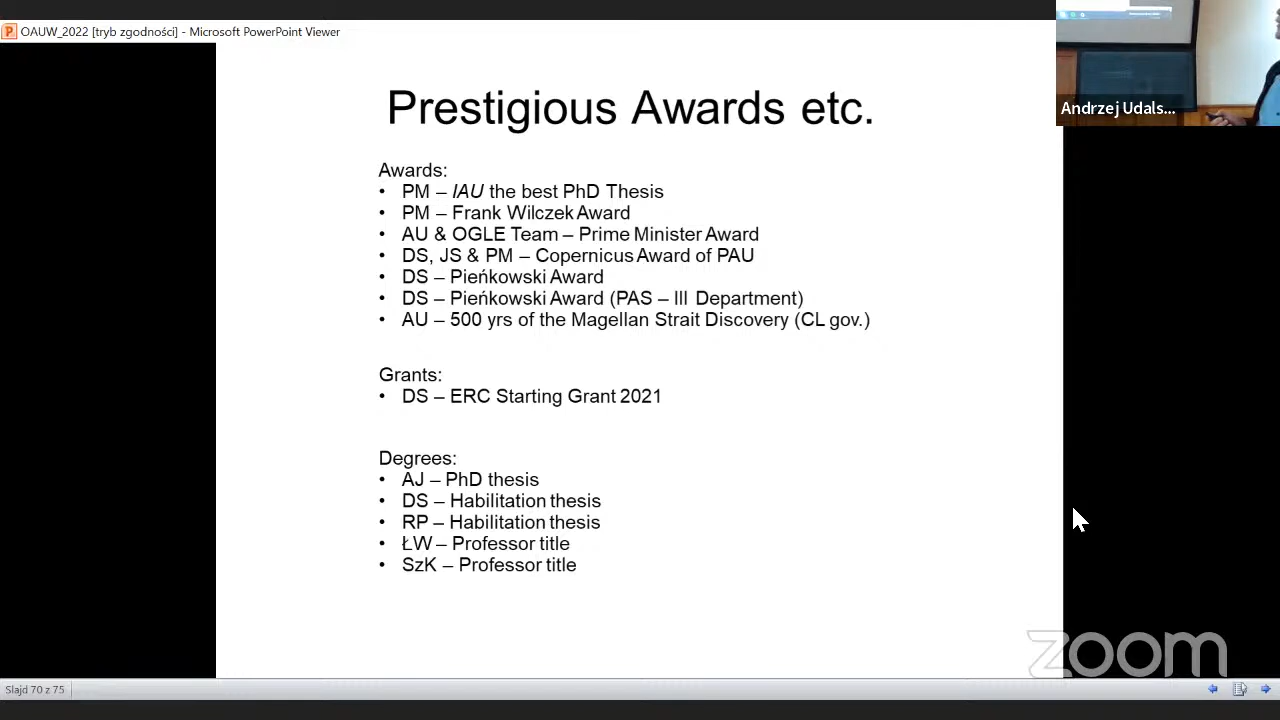 OAUW_2022 [tryb zgodności] - Microsoft PowerPoint Viewer
Andrzej Udals...
Prestigious Awards etc.
Awards:
• PM – IAU the best PhD Thesis
• PM – Frank Wilczek Award
• AU & OGLE Team – Prime Minister Award
• DS, JS & PM – Copernicus Award of PAU
• DS – Pieńkowski Award
• DS – Pieńkowski Award (PAS – III Department)
• AU – 500 yrs of the Magellan Strait Discovery (CL gov.)
Grants:
• DS – ERC Starting Grant 2021
Degrees:
• AJ – PhD thesis
• DS – Habilitation thesis
• RP – Habilitation thesis
• ŁW – Professor title
• SzK – Professor title
zoom
Slajd 70 z 75